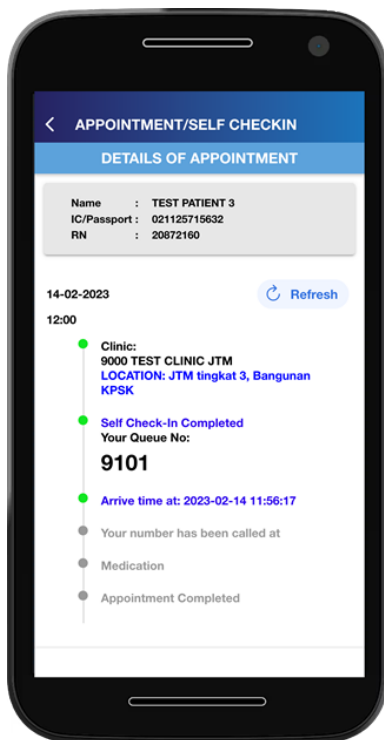 APPOINTMENT/SELF CHECKIN
DETAILS OF APPOINTMENT
Name : TEST PATIENT 3
IC/Passport : 021125715632
RN : 20872160
14-02-2023
Refresh
12:00
Clinic:
9000 TEST CLINIC JTM
LOCATION: JTM tingkat 3, Bangunan
KPSK
Self Check-In Completed
Your Queue No:
9101
Arrive time at: 2023-02-14 11:56:17
Your number has been called at
Medication
Appointment Completed